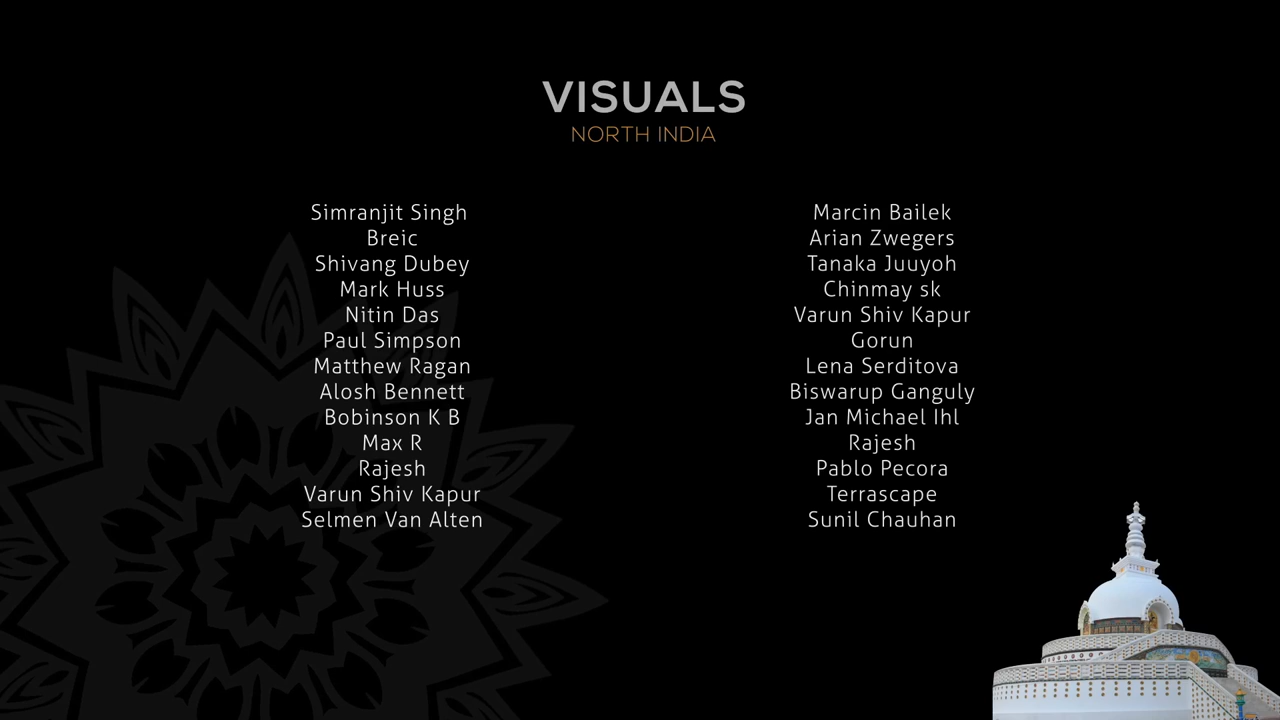 VISUALS
NORTH INDIA
Simranjit Singh
Breic
Shivang Dubey
Mark Huss
Nitin Das
Paul Simpson
Matthew Ragan
Alosh Bennett
Bobinson K B
Max R
Rajesh
Varun Shiv Kapur
Selmen Van Alten
Marcin Bailek
Arian Zwegers
Tanaka Juuyoh
Chinmay sk
Varun Shiv Kapur
Gorun
Lena Serditova
Biswarup Ganguly
Jan Michael Ihl
Rajesh
Pablo Pecora
Terrascape
Sunil Chauhan